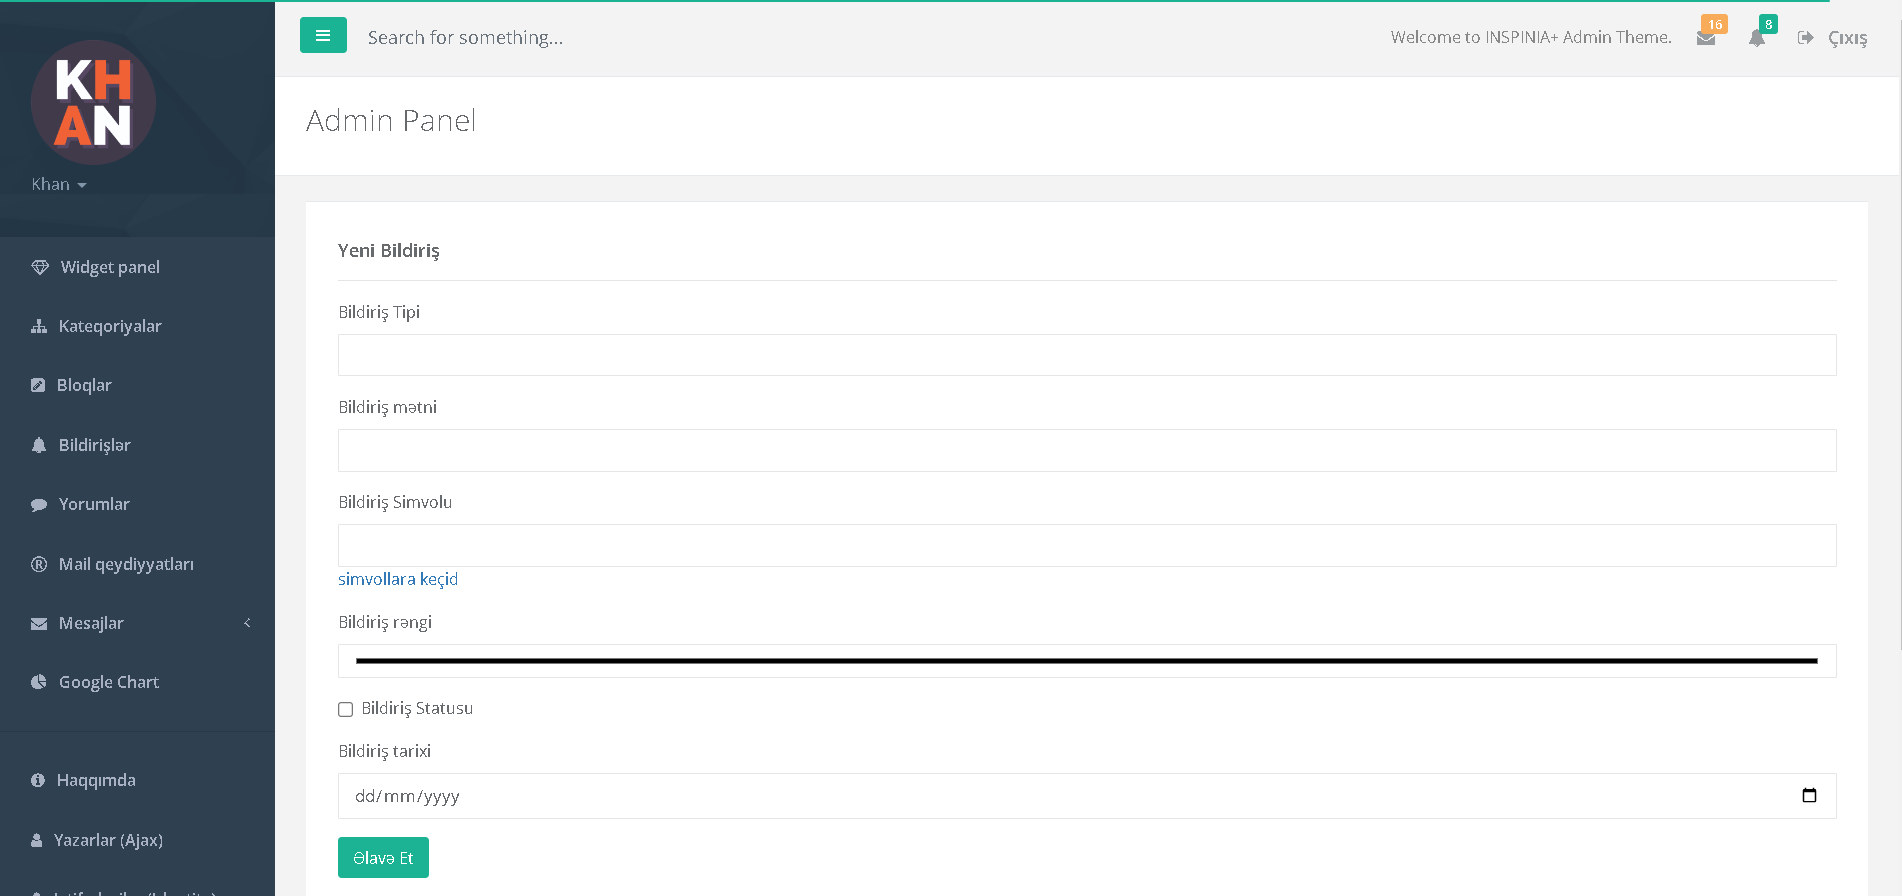 KH
AN
Khan
Widget panel
Kateqoriyalar
Bloqlar
Bildirişlər
Yorumlar
Mail qeydiyyatları
Mesajlar
Google Chart
Haqqımda
Yazarlar (Ajax)
Search for something...
Welcome to INSPINIA+ Admin Theme.
16
8
Çıxış
Admin Panel
Yeni Bildiriş
Bildiriş Tipi
Bildiriş mətni
Bildiriş Simvolu
simvollara keçid
Bildiriş rəngi
Bildiriş Statusu
Bildiriş tarixi
dd/mm/yyyy
Əlavə Et